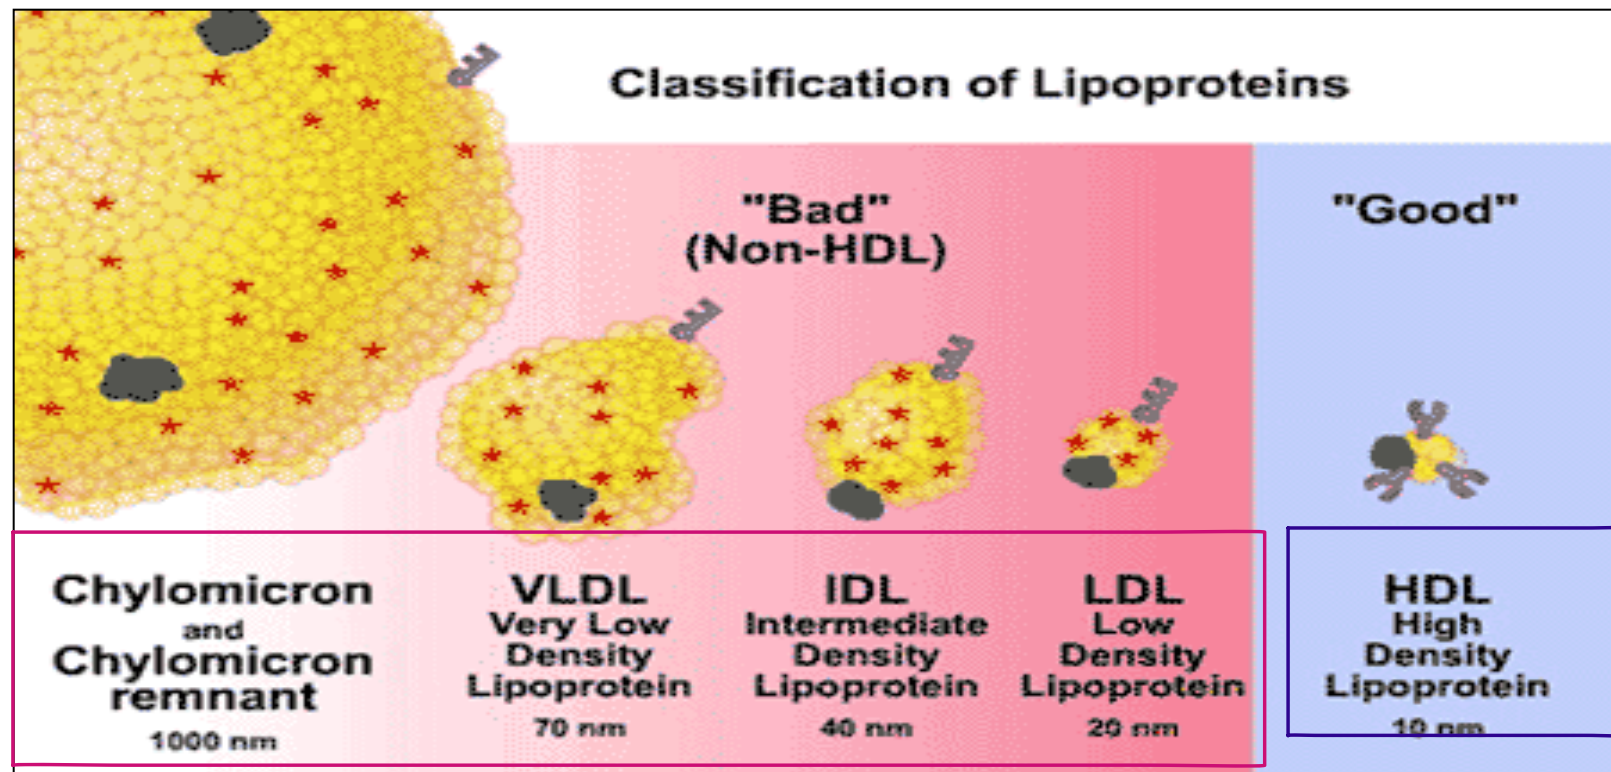 Classification of Lipoproteins
"Bad"
(Non-HDL)
"Good"
Chylomicron
and
Chylomicron
remnant
1000 nm
VLDL
Very Low
Density
Lipoprotein
70 nm
IDL
Intermediate
Density
Lipoprotein
40 nm
LDL
Low
Density
Lipoprotein
20 nm
HDL
High
Density
Lipoprotein
10 nm